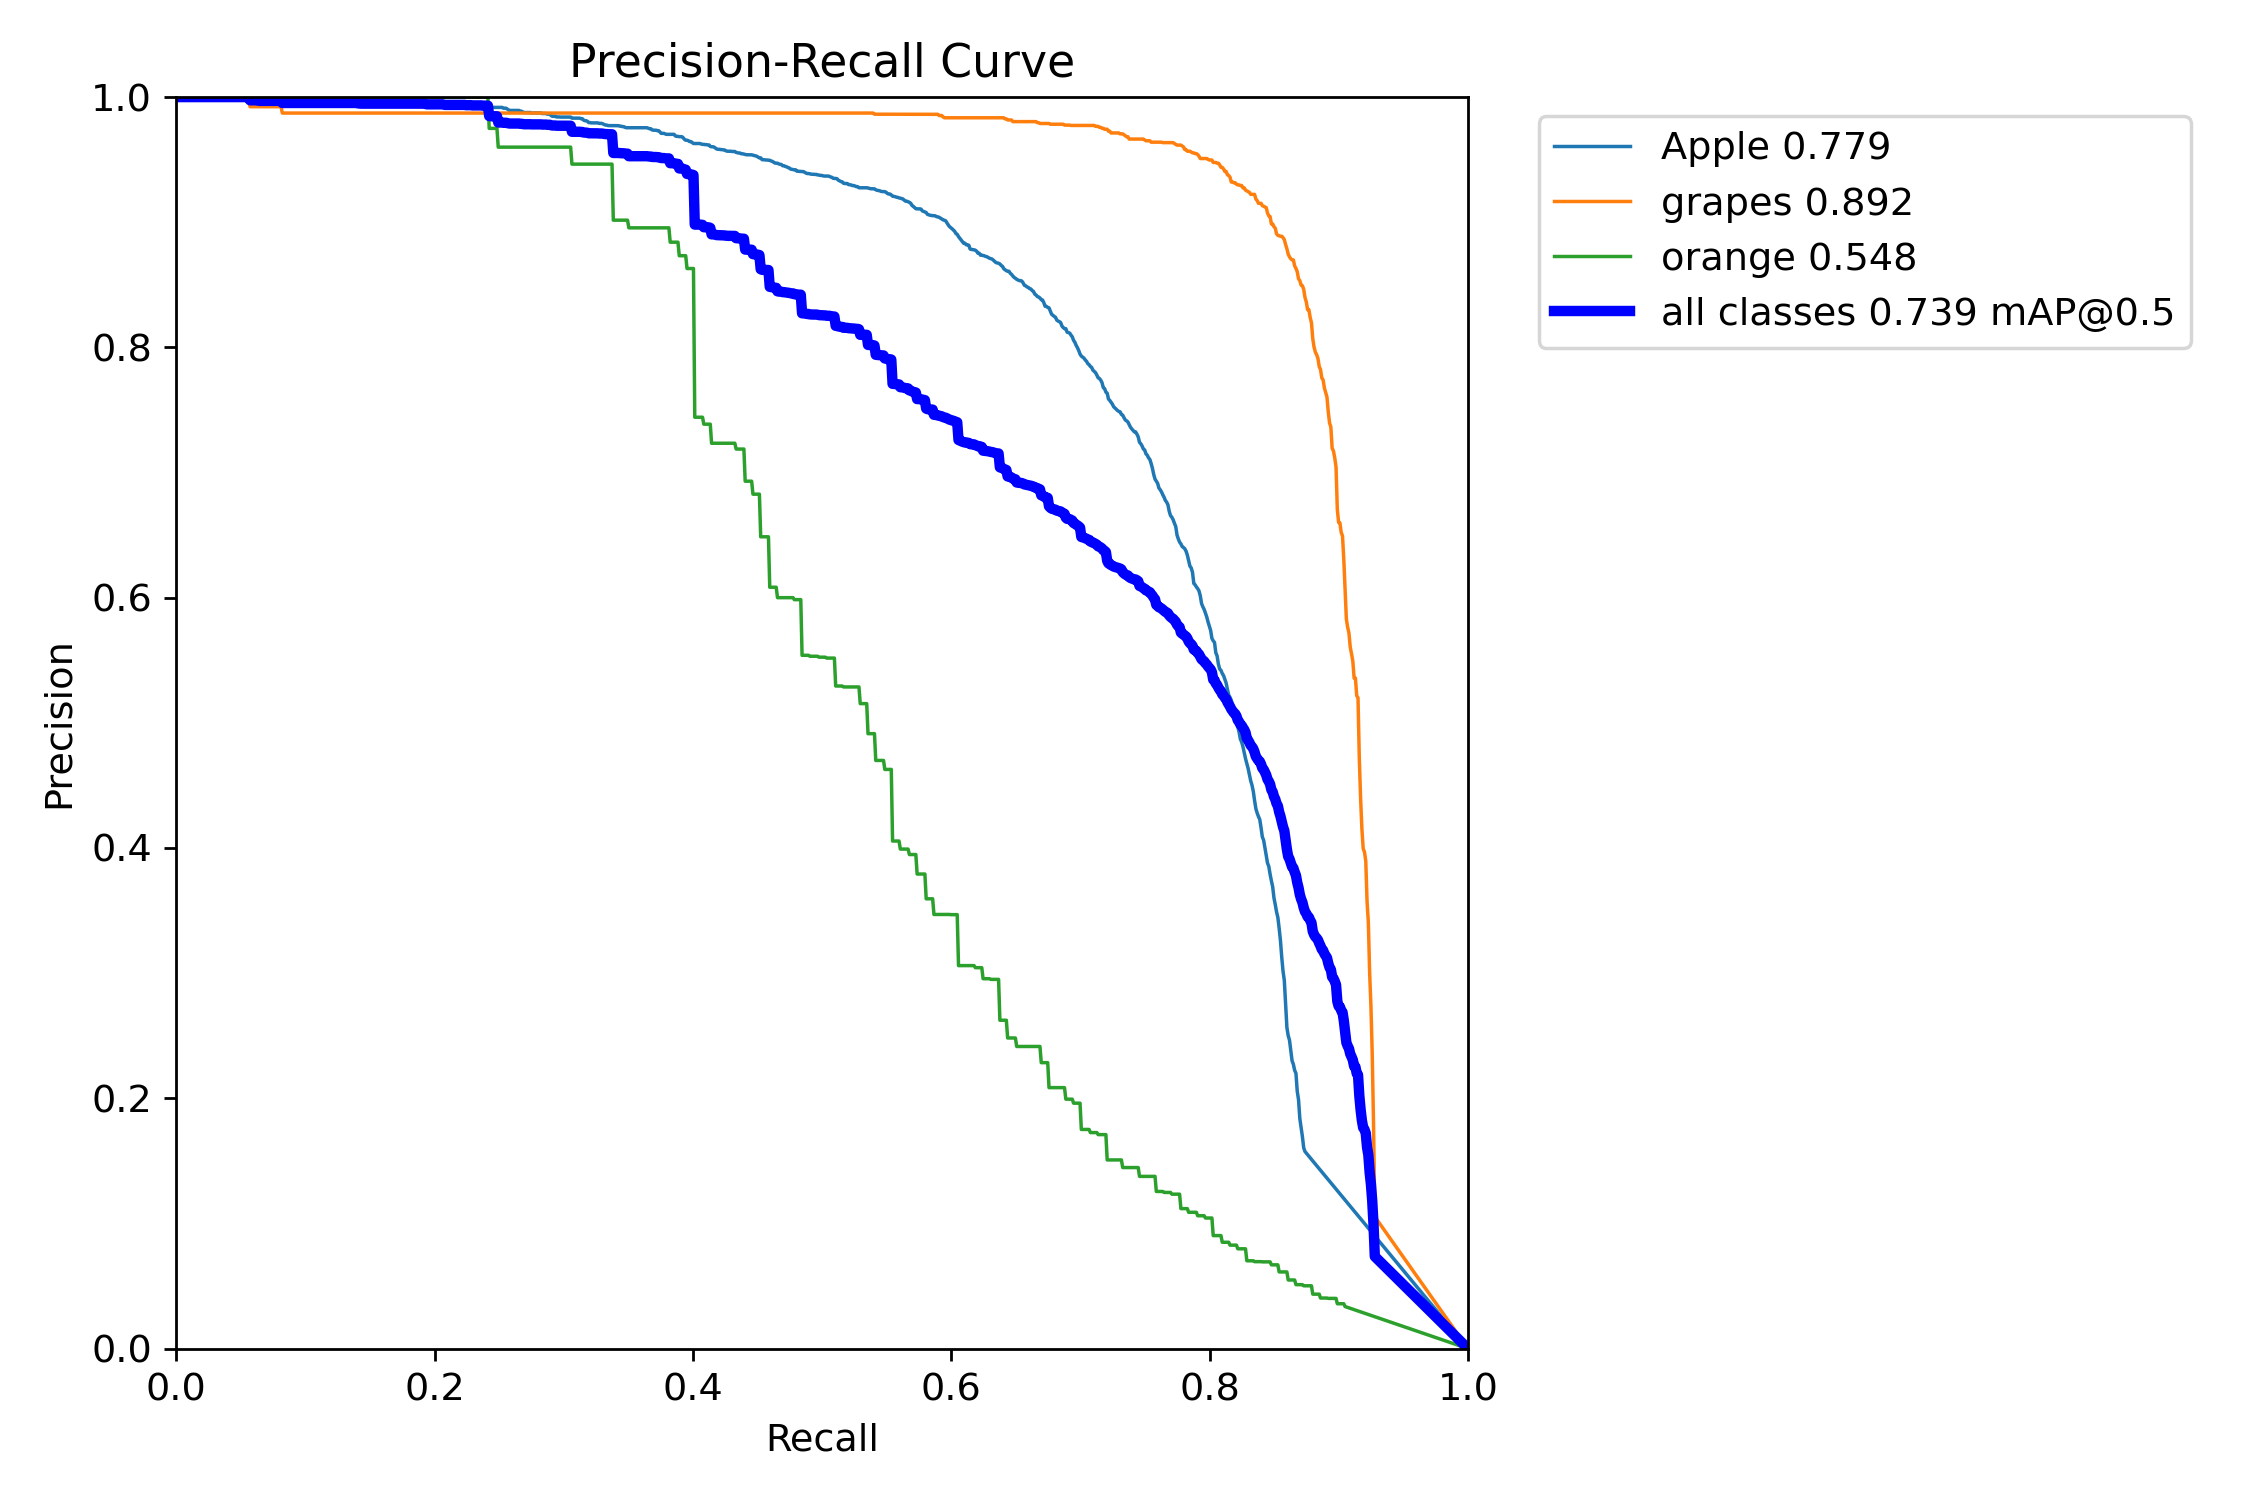 Precision-Recall Curve
1.0
0.8
0.6
0.4
0.2
0.0
Precision
0.0 0.2 0.4 0.6 0.8 1.0
Recall
Apple 0.779
grapes 0.892
orange 0.548
all classes 0.739 mAP@0.5